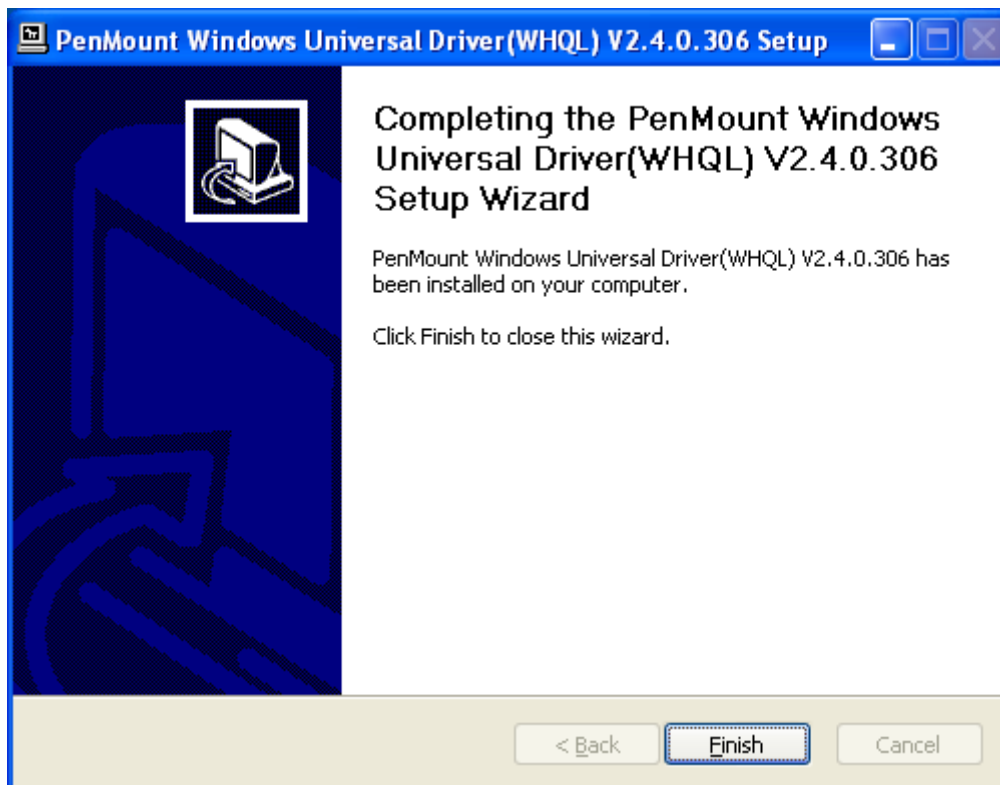 PenMount Windows Universal Driver(WHQL) V2.4.0.306 Setup
Completing the PenMount Windows
Universal Driver(WHQL) V2.4.0.306
Setup Wizard
PenMount Windows Universal Driver(WHQL) V2.4.0.306 has
been installed on your computer.
Click Finish to close this wizard.
< Back
Finish
Cancel